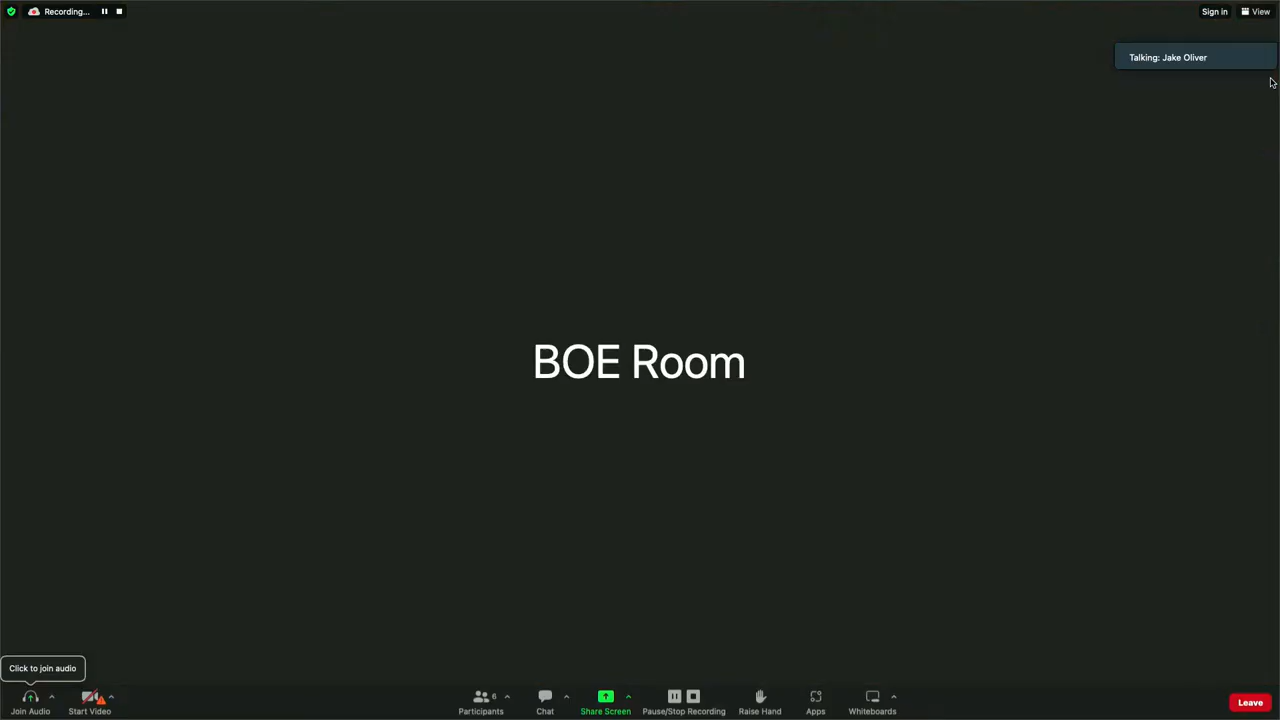 Recording...
Sign in
View
Talking: Jake Oliver
BOE Room
Click to join audio
Join Audio
Start Video
6
Participants
Chat
Share Screen
Pause/Stop Recording
Raise Hand
Apps
Whiteboards
Leave